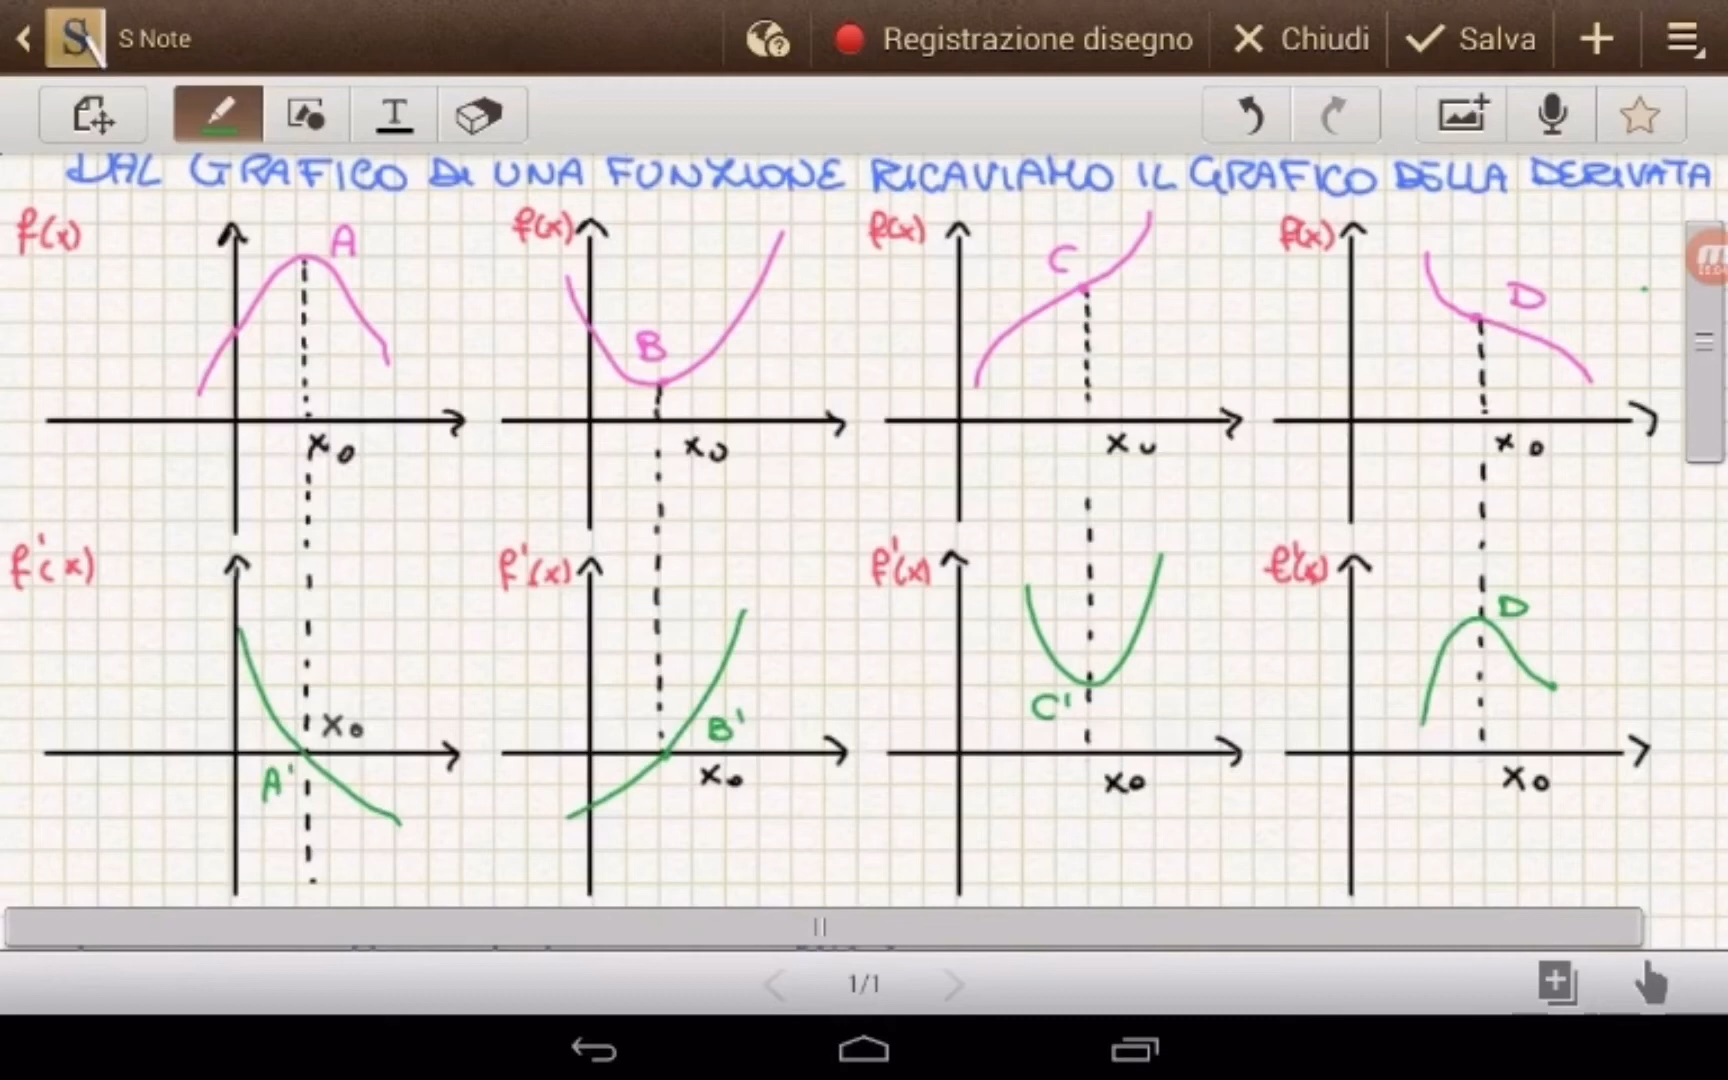 S Note
Registrazione disegno
Chiudi
Salva
T
DAL GRAFICO DI UNA FUNZIONE RICAVIAMO IL GRAFICO DELLA DERIVATA
f(x) A f(x) B f(x) C f(x) D
x₀ x₀ x₀ x₀
f'(x) f'(x) f'(x) f'(x) D
A' x₀ B' x₀ C' x₀ x₀
1/1